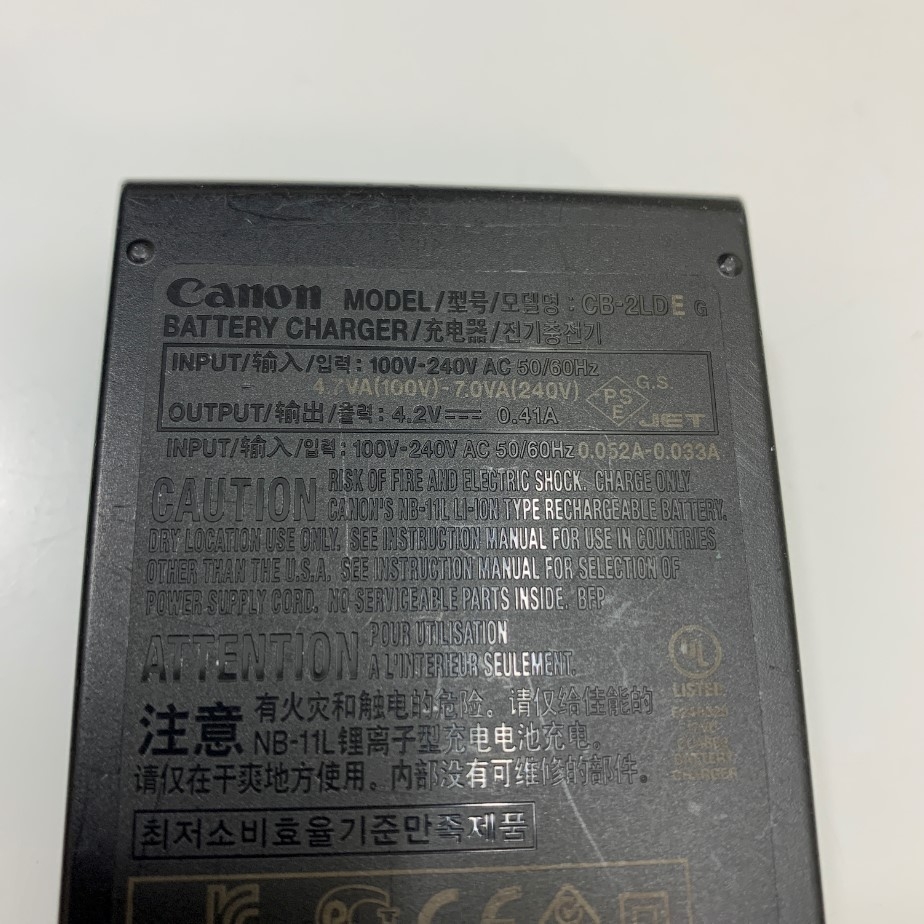 Canon MODEL/型号/모델명 : CB-2LDE G
BATTERY CHARGER/充电器/전기충전기
INPUT/输入/입력 : 100V-240V AC 50/60Hz
4.7VA(100V)-7.0VA(240V)
PSE G.S.
JET
OUTPUT/输出/출력 : 4.2V⎓ 0.41A
INPUT/输入/입력 : 100V-240V AC 50/60Hz 0.052A-0.033A
CAUTION RISK OF FIRE AND ELECTRIC SHOCK. CHARGE ONLY
CANON'S NB-11L LI-ION TYPE RECHARGEABLE BATTERY.
DRY LOCATION USE ONLY. SEE INSTRUCTION MANUAL FOR USE IN COUNTRIES
OTHER THAN THE U.S.A. SEE INSTRUCTION MANUAL FOR SELECTION OF
POWER SUPPLY CORD. NO SERVICEABLE PARTS INSIDE. BFP
ATTENTION POUR UTILISATION
A L'INTERIEUR SEULEMENT.
注意 有火灾和触电的危险。请仅给佳能的
NB-11L锂离子型充电电池充电。
请仅在干爽地方使用。内部没有可维修的部件。
UL
LISTED
BATTERY
CHARGER
최저소비효율기준만족제품